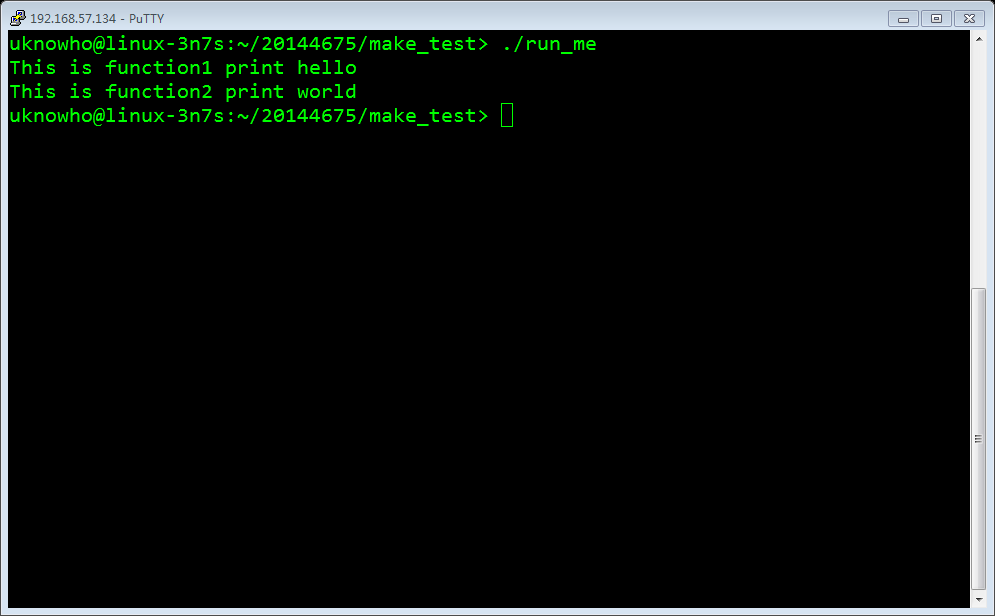 192.168.57.134 - PuTTY
uknowho@linux-3n7s:~/20144675/make_test> ./run_me
This is function1 print hello
This is function2 print world
uknowho@linux-3n7s:~/20144675/make_test>